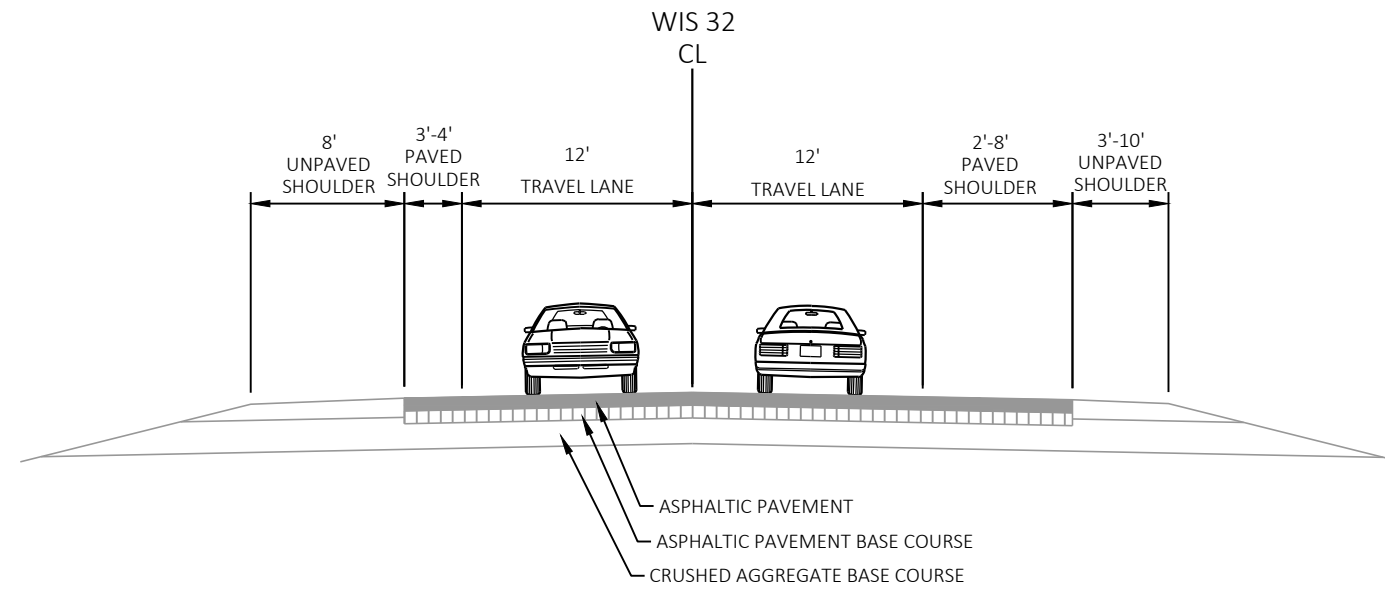 WIS 32
CL
8'
UNPAVED
SHOULDER
3'-4'
PAVED
SHOULDER
12'
TRAVEL LANE
12'
TRAVEL LANE
2'-8'
PAVED
SHOULDER
3'-10'
UNPAVED
SHOULDER
ASPHALTIC PAVEMENT
ASPHALTIC PAVEMENT BASE COURSE
CRUSHED AGGREGATE BASE COURSE